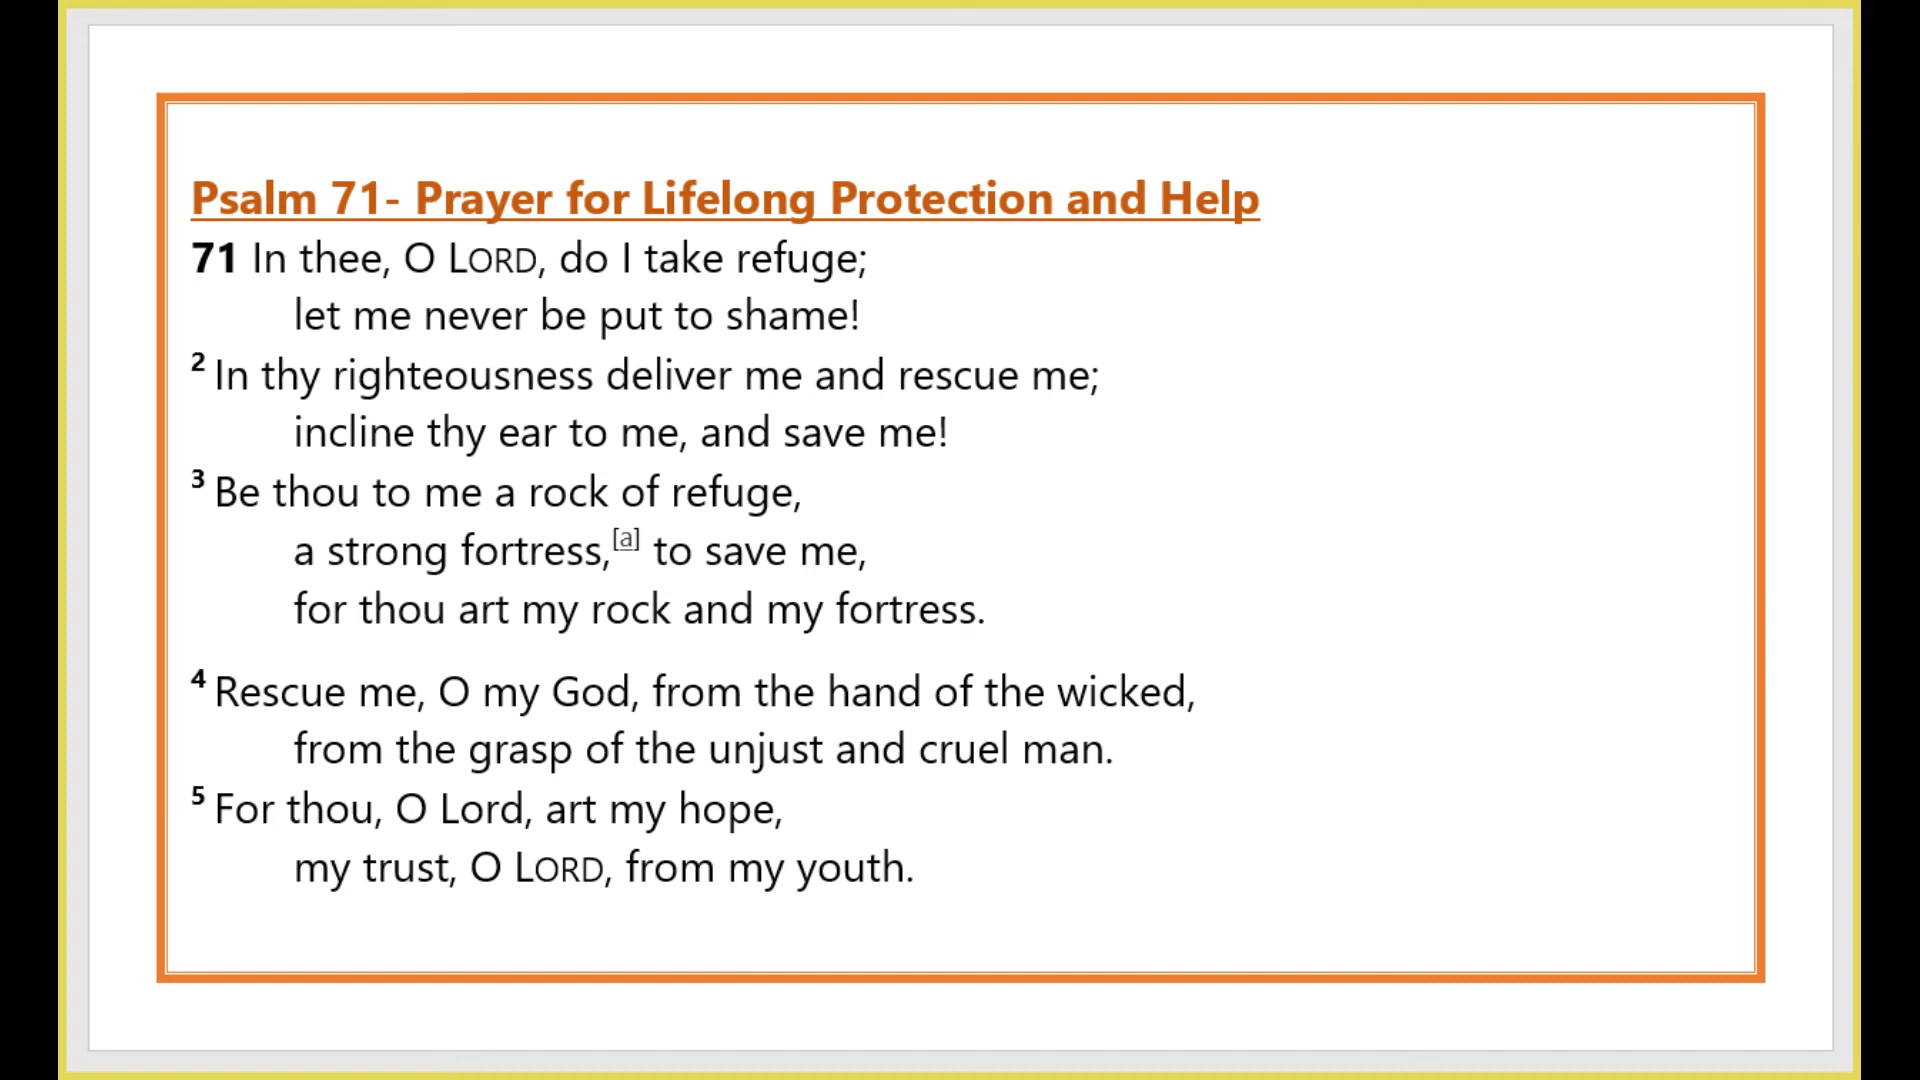 Psalm 71- Prayer for Lifelong Protection and Help
71 In thee, O LORD, do I take refuge;
let me never be put to shame!
2 In thy righteousness deliver me and rescue me;
incline thy ear to me, and save me!
3 Be thou to me a rock of refuge,
a strong fortress,[a] to save me,
for thou art my rock and my fortress.
4 Rescue me, O my God, from the hand of the wicked,
from the grasp of the unjust and cruel man.
5 For thou, O Lord, art my hope,
my trust, O LORD, from my youth.